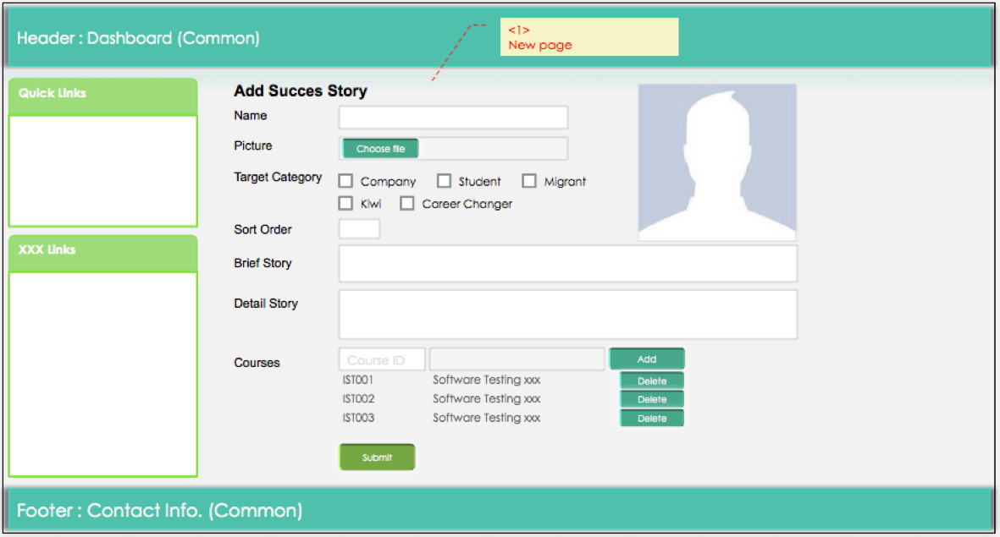 Header : Dashboard (Common)
<1>
New page
Quick Links
XXX Links
Add Succes Story
Name
Picture
Choose file
Target Category
Company
Student
Migrant
Kiwi
Career Changer
Sort Order
Brief Story
Detail Story
Courses
Course ID
Add
IST001 Software Testing xxx Delete
IST002 Software Testing xxx Delete
IST003 Software Testing xxx Delete
Submit
Footer : Contact Info. (Common)